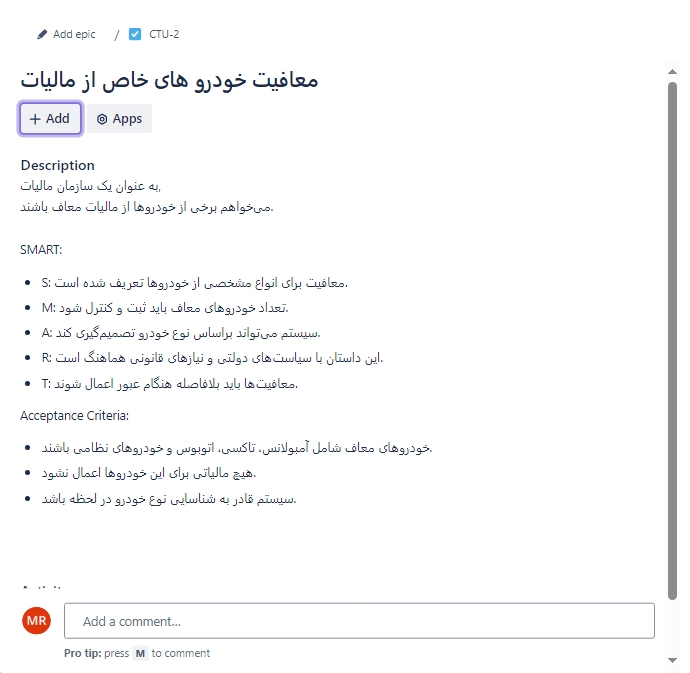 Add epic / CTU-2
معافیت خودرو های خاص از مالیات
+ Add Apps
Description
به عنوان یک سازمان مالیات,
می‌خواهم برخی از خودروها از مالیات معاف باشند.
SMART:
S: معافیت برای انواع مشخصی از خودروها تعریف شده است.
M: تعداد خودروهای معاف باید ثبت و کنترل شود.
A: سیستم می‌تواند براساس نوع خودرو تصمیم‌گیری کند.
R: این داستان با سیاست‌های دولتی و نیازهای قانونی هماهنگ است.
T: معافیت‌ها باید بلافاصله هنگام عبور اعمال شوند.
Acceptance Criteria:
خودروهای معاف شامل آمبولانس، تاکسی، اتوبوس و خودروهای نظامی باشند.
هیچ مالیاتی برای این خودروها اعمال نشود.
سیستم قادر به شناسایی نوع خودرو در لحظه باشد.
MR Add a comment...
Pro tip: press M to comment